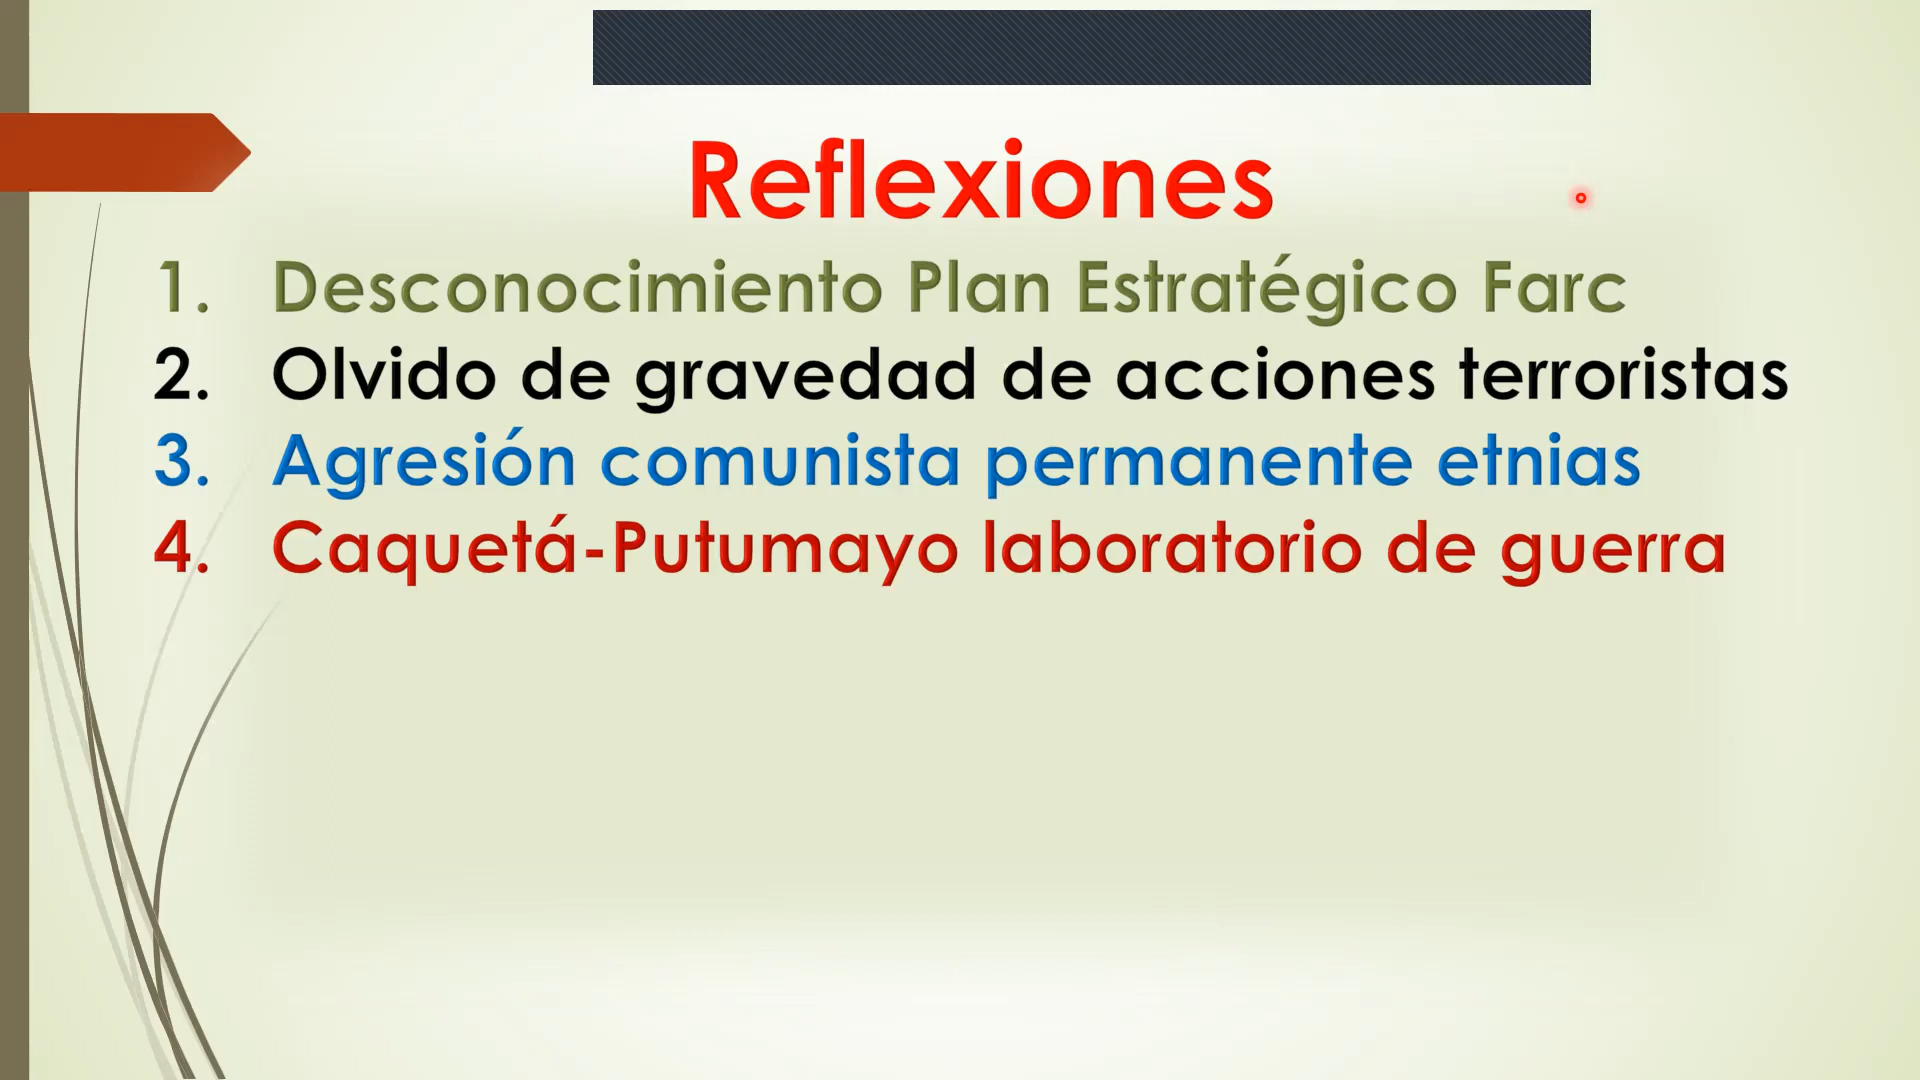 Reflexiones
1. Desconocimiento Plan Estratégico Farc
2. Olvido de gravedad de acciones terroristas
3. Agresión comunista permanente etnias
4. Caquetá-Putumayo laboratorio de guerra